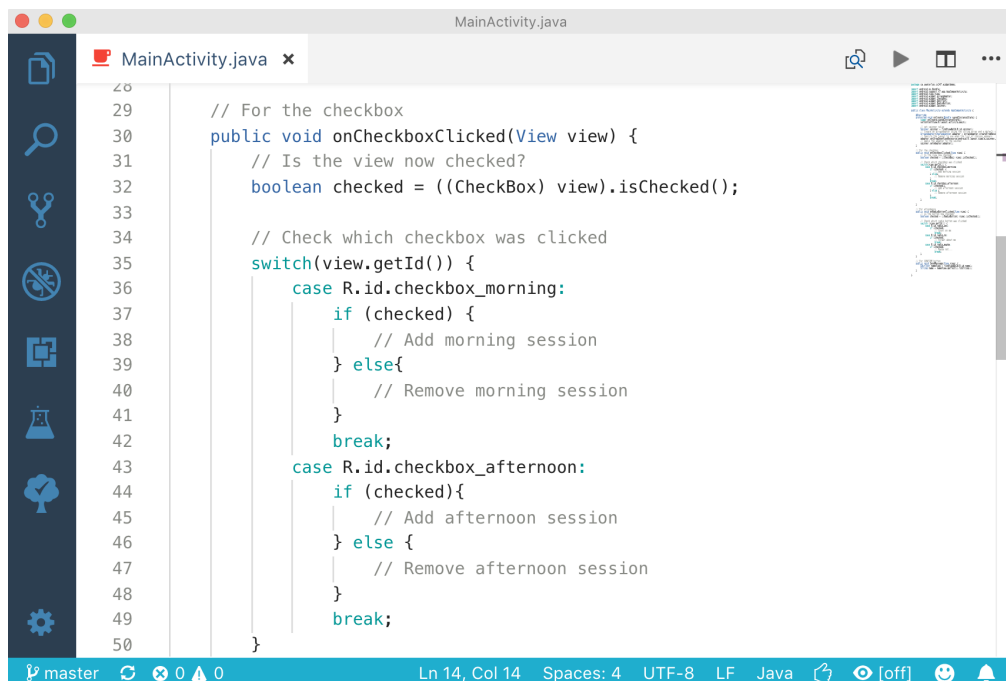 MainActivity.java
MainActivity.java
28
29 // For the checkbox
30 public void onCheckboxClicked(View view) {
31 // Is the view now checked?
32 boolean checked = ((CheckBox) view).isChecked();
33
34 // Check which checkbox was clicked
35 switch(view.getId()) {
36 case R.id.checkbox_morning:
37 if (checked) {
38 // Add morning session
39 } else{
40 // Remove morning session
41 }
42 break;
43 case R.id.checkbox_afternoon:
44 if (checked){
45 // Add afternoon session
46 } else {
47 // Remove afternoon session
48 }
49 break;
50 }
master 0 0 Ln 14, Col 14 Spaces: 4 UTF-8 LF Java [off]